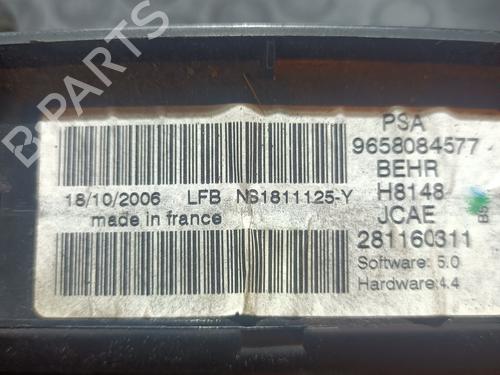 PSA
9658084577
BEHR
18/10/2006 LFB NS1811125-Y H8148
made in france JCAE
281160311
Software: 5.0
Hardware:4.4